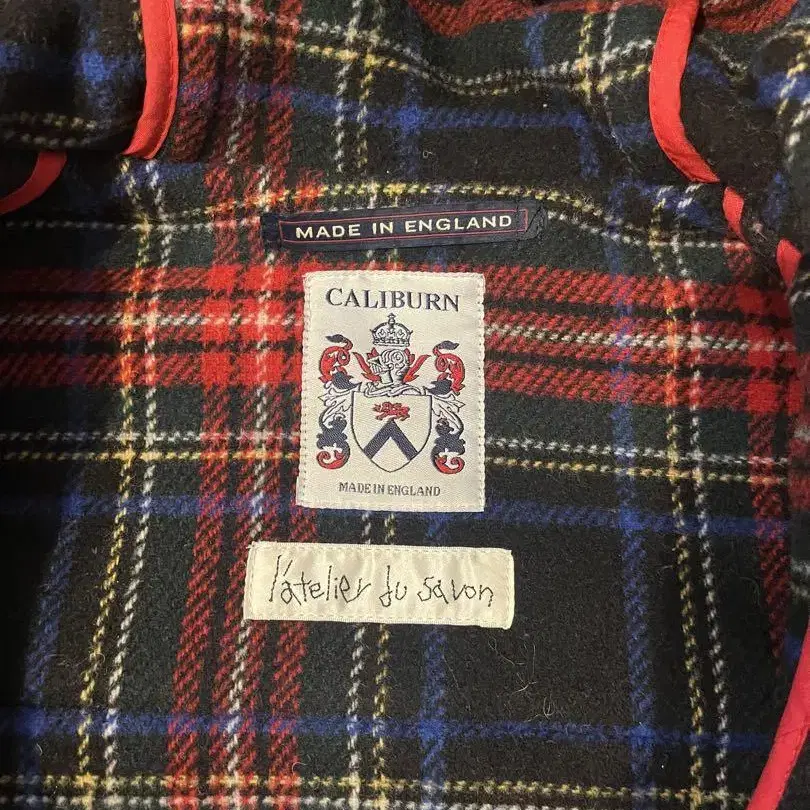 MADE IN ENGLAND
CALIBURN
MADE IN ENGLAND
l'atelier du savon